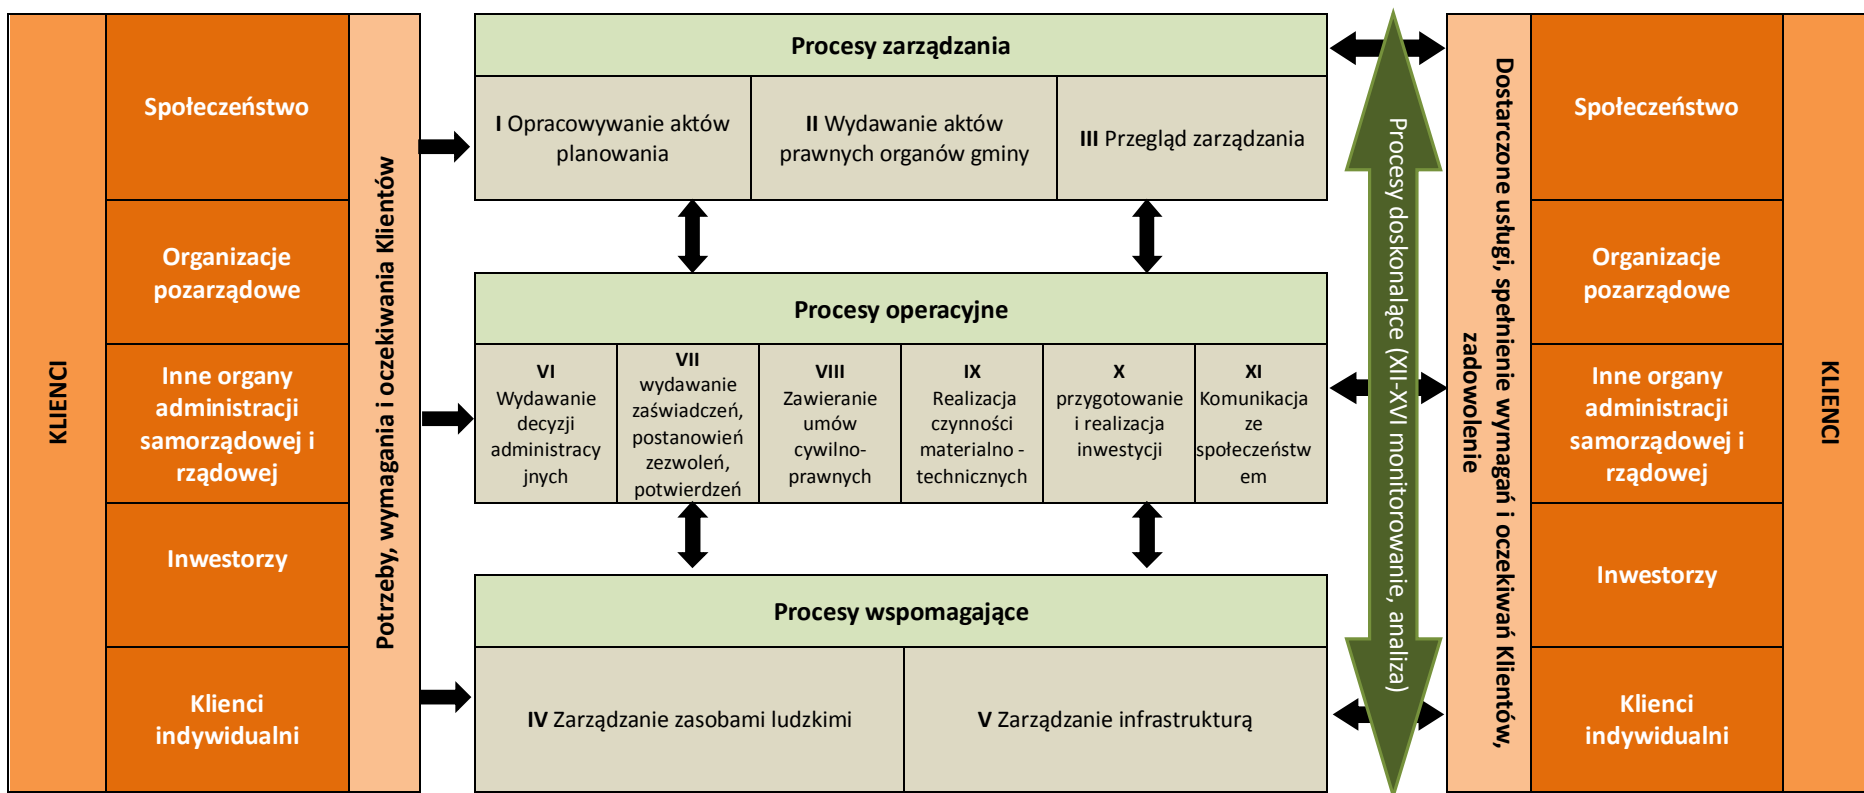 KLIENCI
Społeczeństwo
Organizacje
pozarządowe
Inne organy
administracji
samorządowej i
rządowej
Inwestorzy
Klienci
indywidualni
Potrzeby, wymagania i oczekiwania Klientów
Procesy zarządzania
I Opracowywanie aktów
planowania
II Wydawanie aktów
prawnych organów gminy
III Przegląd zarządzania
Procesy operacyjne
VI
Wydawanie
decyzji
administracy
jnych
VII
wydawanie
zaświadczeń,
postanowień
zezwoleń,
potwierdzeń
VIII
Zawieranie
umów
cywilno-
prawnych
IX
Realizacja
czynności
materialno -
technicznych
X
przygotowanie
i realizacja
inwestycji
XI
Komunikacja
ze
społeczeństw
em
Procesy wspomagające
IV Zarządzanie zasobami ludzkimi
V Zarządzanie infrastrukturą
Procesy doskonalące (XII-XVI monitorowanie, analiza)
Dostarczone usługi, spełnienie wymagań i oczekiwań Klientów,
zadowolenie
Społeczeństwo
Organizacje
pozarządowe
Inne organy
administracji
samorządowej i
rządowej
Inwestorzy
Klienci
indywidualni
KLIENCI